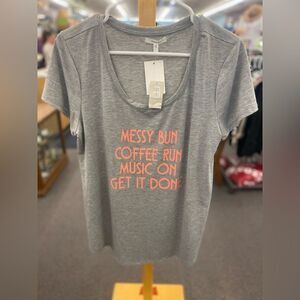 MESSY BUN
COFFEE RUN
MUSIC ON
GET IT DONE